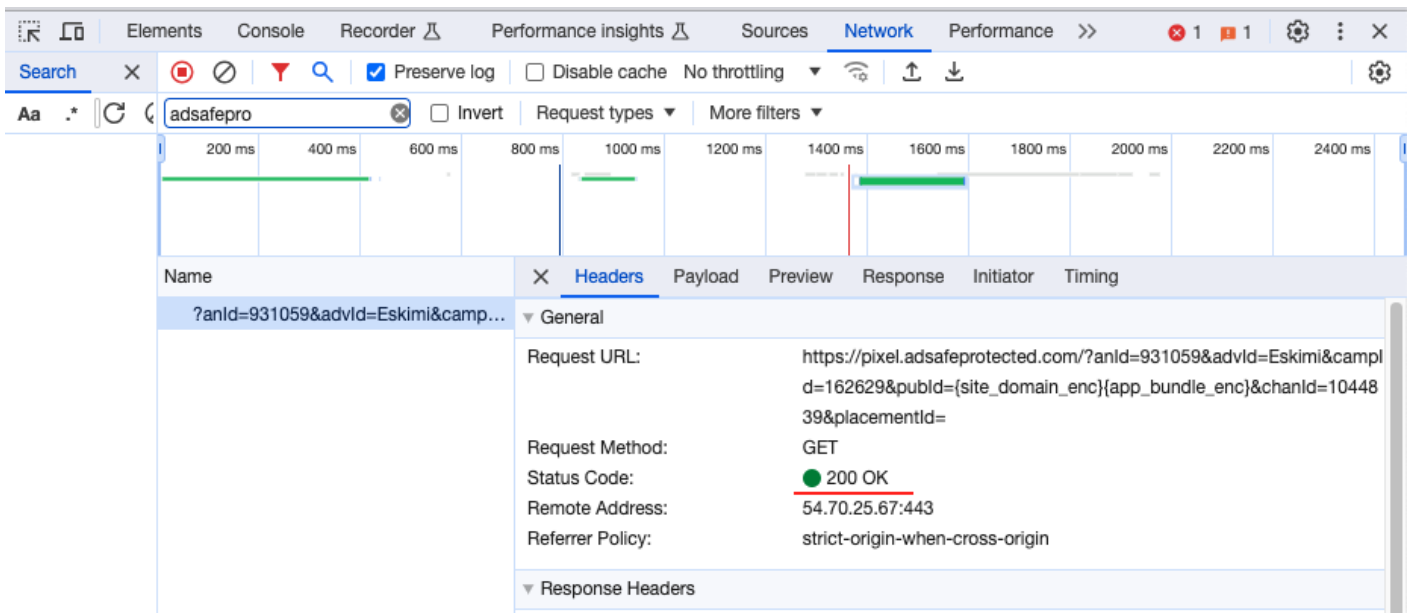 Elements Console Recorder Performance insights Sources Network Performance >> 1 1
Search Preserve log Disable cache No throttling
Aa .* adsafepro Invert Request types More filters
200 ms 400 ms 600 ms 800 ms 1000 ms 1200 ms 1400 ms 1600 ms 1800 ms 2000 ms 2200 ms 2400 ms
Name Headers Payload Preview Response Initiator Timing
?anId=931059&advId=Eskimi&camp... General
Request URL: https://pixel.adsafeprotected.com/?anId=931059&advId=Eskimi&campI
d=162629&pubId={site_domain_enc}{app_bundle_enc}&chanId=10448
39&placementId=
Request Method: GET
Status Code: 200 OK
Remote Address: 54.70.25.67:443
Referrer Policy: strict-origin-when-cross-origin
Response Headers